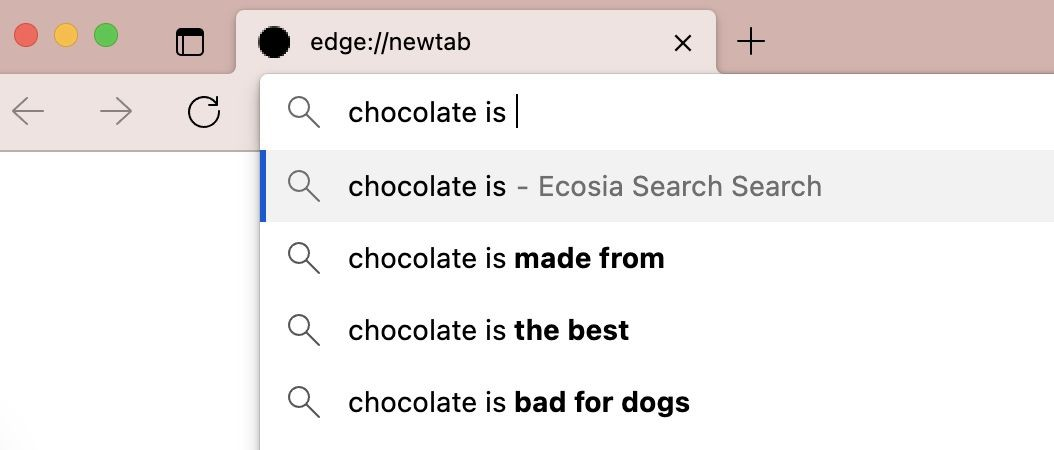 edge://newtab
chocolate is
chocolate is - Ecosia Search Search
chocolate is made from
chocolate is the best
chocolate is bad for dogs